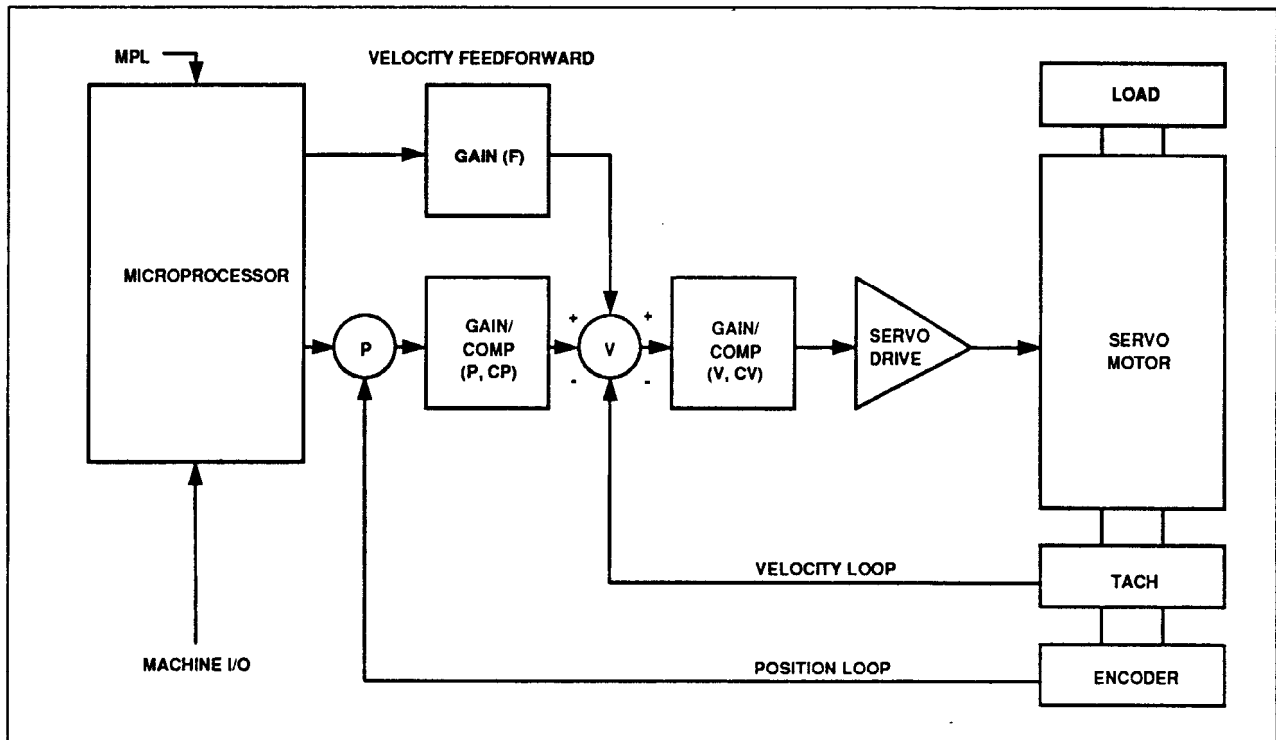 MPL
VELOCITY FEEDFORWARD
LOAD
GAIN (F)
MICROPROCESSOR
P
GAIN/
COMP
(P, CP)
+
-
V
+
-
GAIN/
COMP
(V, CV)
SERVO
DRIVE
SERVO
MOTOR
VELOCITY LOOP
TACH
MACHINE I/O
POSITION LOOP
ENCODER